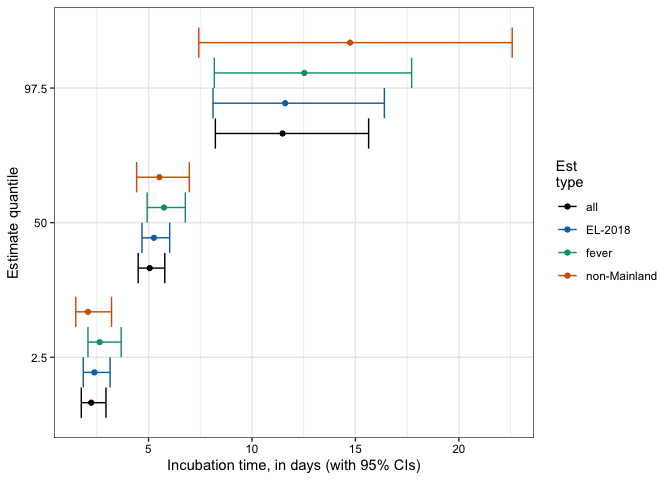 Estimate quantile
97.5
50
2.5
5
10
15
20
Incubation time, in days (with 95% CIs)
Est
type
all
EL-2018
fever
non-Mainland